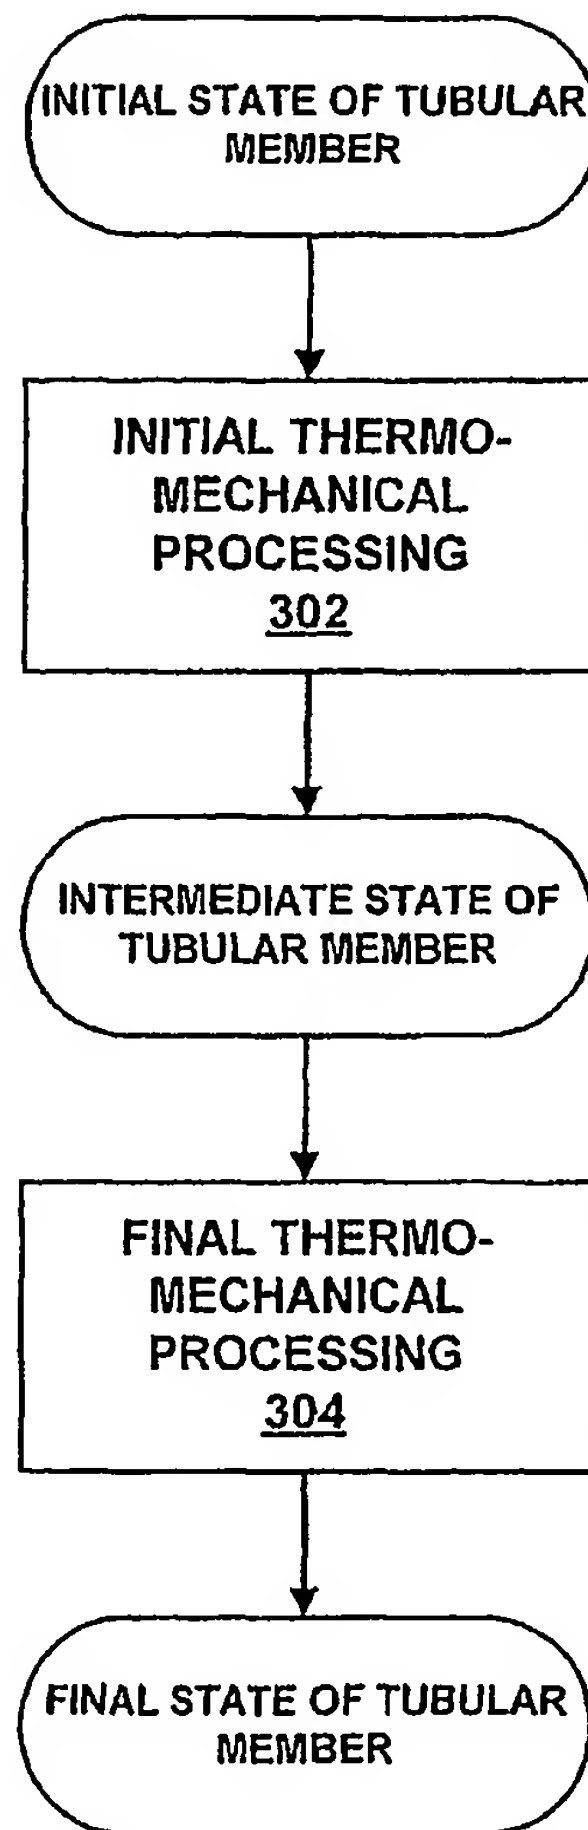 INITIAL STATE OF TUBULAR
MEMBER
INITIAL THERMO-
MECHANICAL
PROCESSING
302
INTERMEDIATE STATE OF
TUBULAR MEMBER
FINAL THERMO-
MECHANICAL
PROCESSING
304
FINAL STATE OF TUBULAR
MEMBER